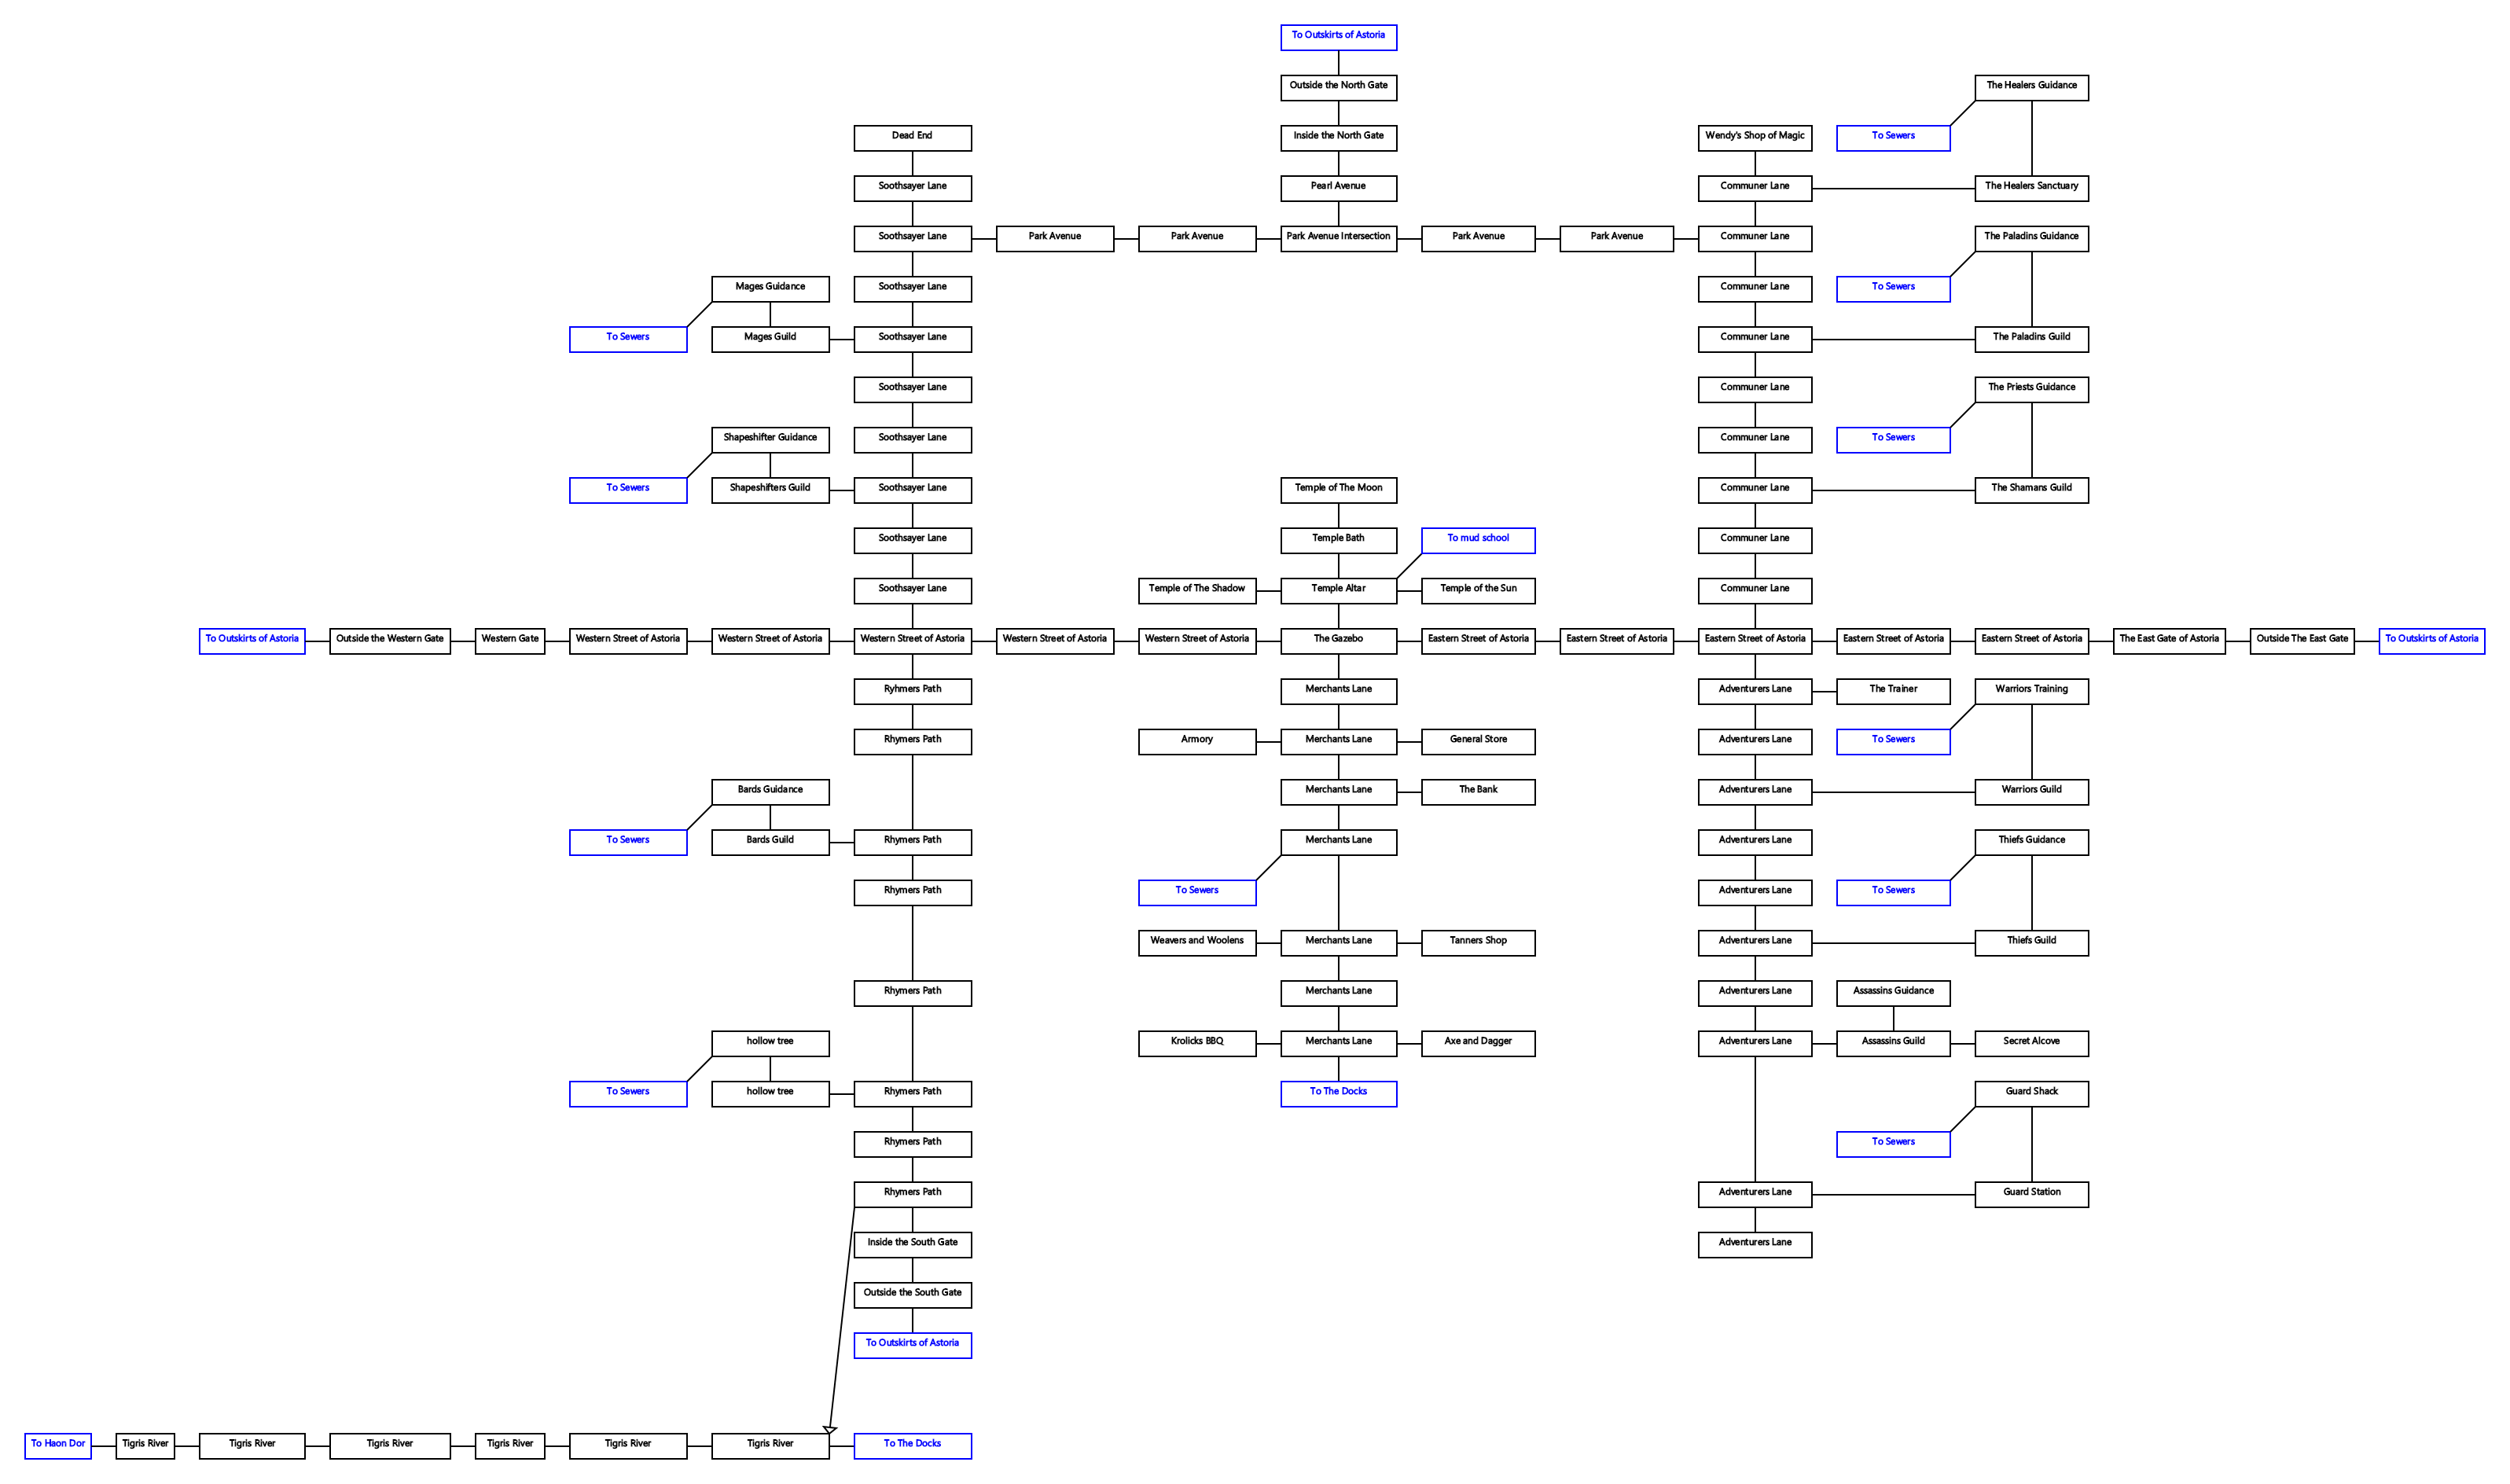 To Outskirts of Astoria
Outside the North Gate
The Healers Guidance
Dead End
Inside the North Gate
Wendy's Shop of Magic
To Sewers
Soothsayer Lane
Pearl Avenue
Communer Lane
The Healers Sanctuary
Soothsayer Lane
Park Avenue
Park Avenue
Park Avenue Intersection
Park Avenue
Park Avenue
Communer Lane
The Paladins Guidance
Mages Guidance
Soothsayer Lane
Communer Lane
To Sewers
To Sewers
Mages Guild
Soothsayer Lane
Communer Lane
The Paladins Guild
Soothsayer Lane
Communer Lane
The Priests Guidance
Shapeshifter Guidance
Soothsayer Lane
Communer Lane
To Sewers
To Sewers
Shapeshifters Guild
Soothsayer Lane
Temple of The Moon
Communer Lane
The Shamans Guild
Soothsayer Lane
Temple Bath
To mud school
Communer Lane
Soothsayer Lane
Temple of The Shadow
Temple Altar
Temple of the Sun
Communer Lane
To Outskirts of Astoria
Outside the Western Gate
Western Gate
Western Street of Astoria
Western Street of Astoria
Western Street of Astoria
Western Street of Astoria
Western Street of Astoria
The Gazebo
Eastern Street of Astoria
Eastern Street of Astoria
Eastern Street of Astoria
Eastern Street of Astoria
Eastern Street of Astoria
The East Gate of Astoria
Outside The East Gate
To Outskirts of Astoria
Ryhmers Path
Merchants Lane
Adventurers Lane
The Trainer
Warriors Training
Rhymers Path
Armory
Merchants Lane
General Store
Adventurers Lane
To Sewers
Bards Guidance
Merchants Lane
The Bank
Adventurers Lane
Warriors Guild
To Sewers
Bards Guild
Rhymers Path
Merchants Lane
Adventurers Lane
Thiefs Guidance
Rhymers Path
To Sewers
Adventurers Lane
To Sewers
Weavers and Woolens
Merchants Lane
Tanners Shop
Adventurers Lane
Thiefs Guild
Rhymers Path
Merchants Lane
Adventurers Lane
Assassins Guidance
hollow tree
Krolicks BBQ
Merchants Lane
Axe and Dagger
Adventurers Lane
Assassins Guild
Secret Alcove
To Sewers
hollow tree
Rhymers Path
To The Docks
Guard Shack
Rhymers Path
To Sewers
Rhymers Path
Adventurers Lane
Guard Station
Inside the South Gate
Adventurers Lane
Outside the South Gate
To Outskirts of Astoria
To Haon Dor
Tigris River
Tigris River
Tigris River
Tigris River
Tigris River
Tigris River
To The Docks